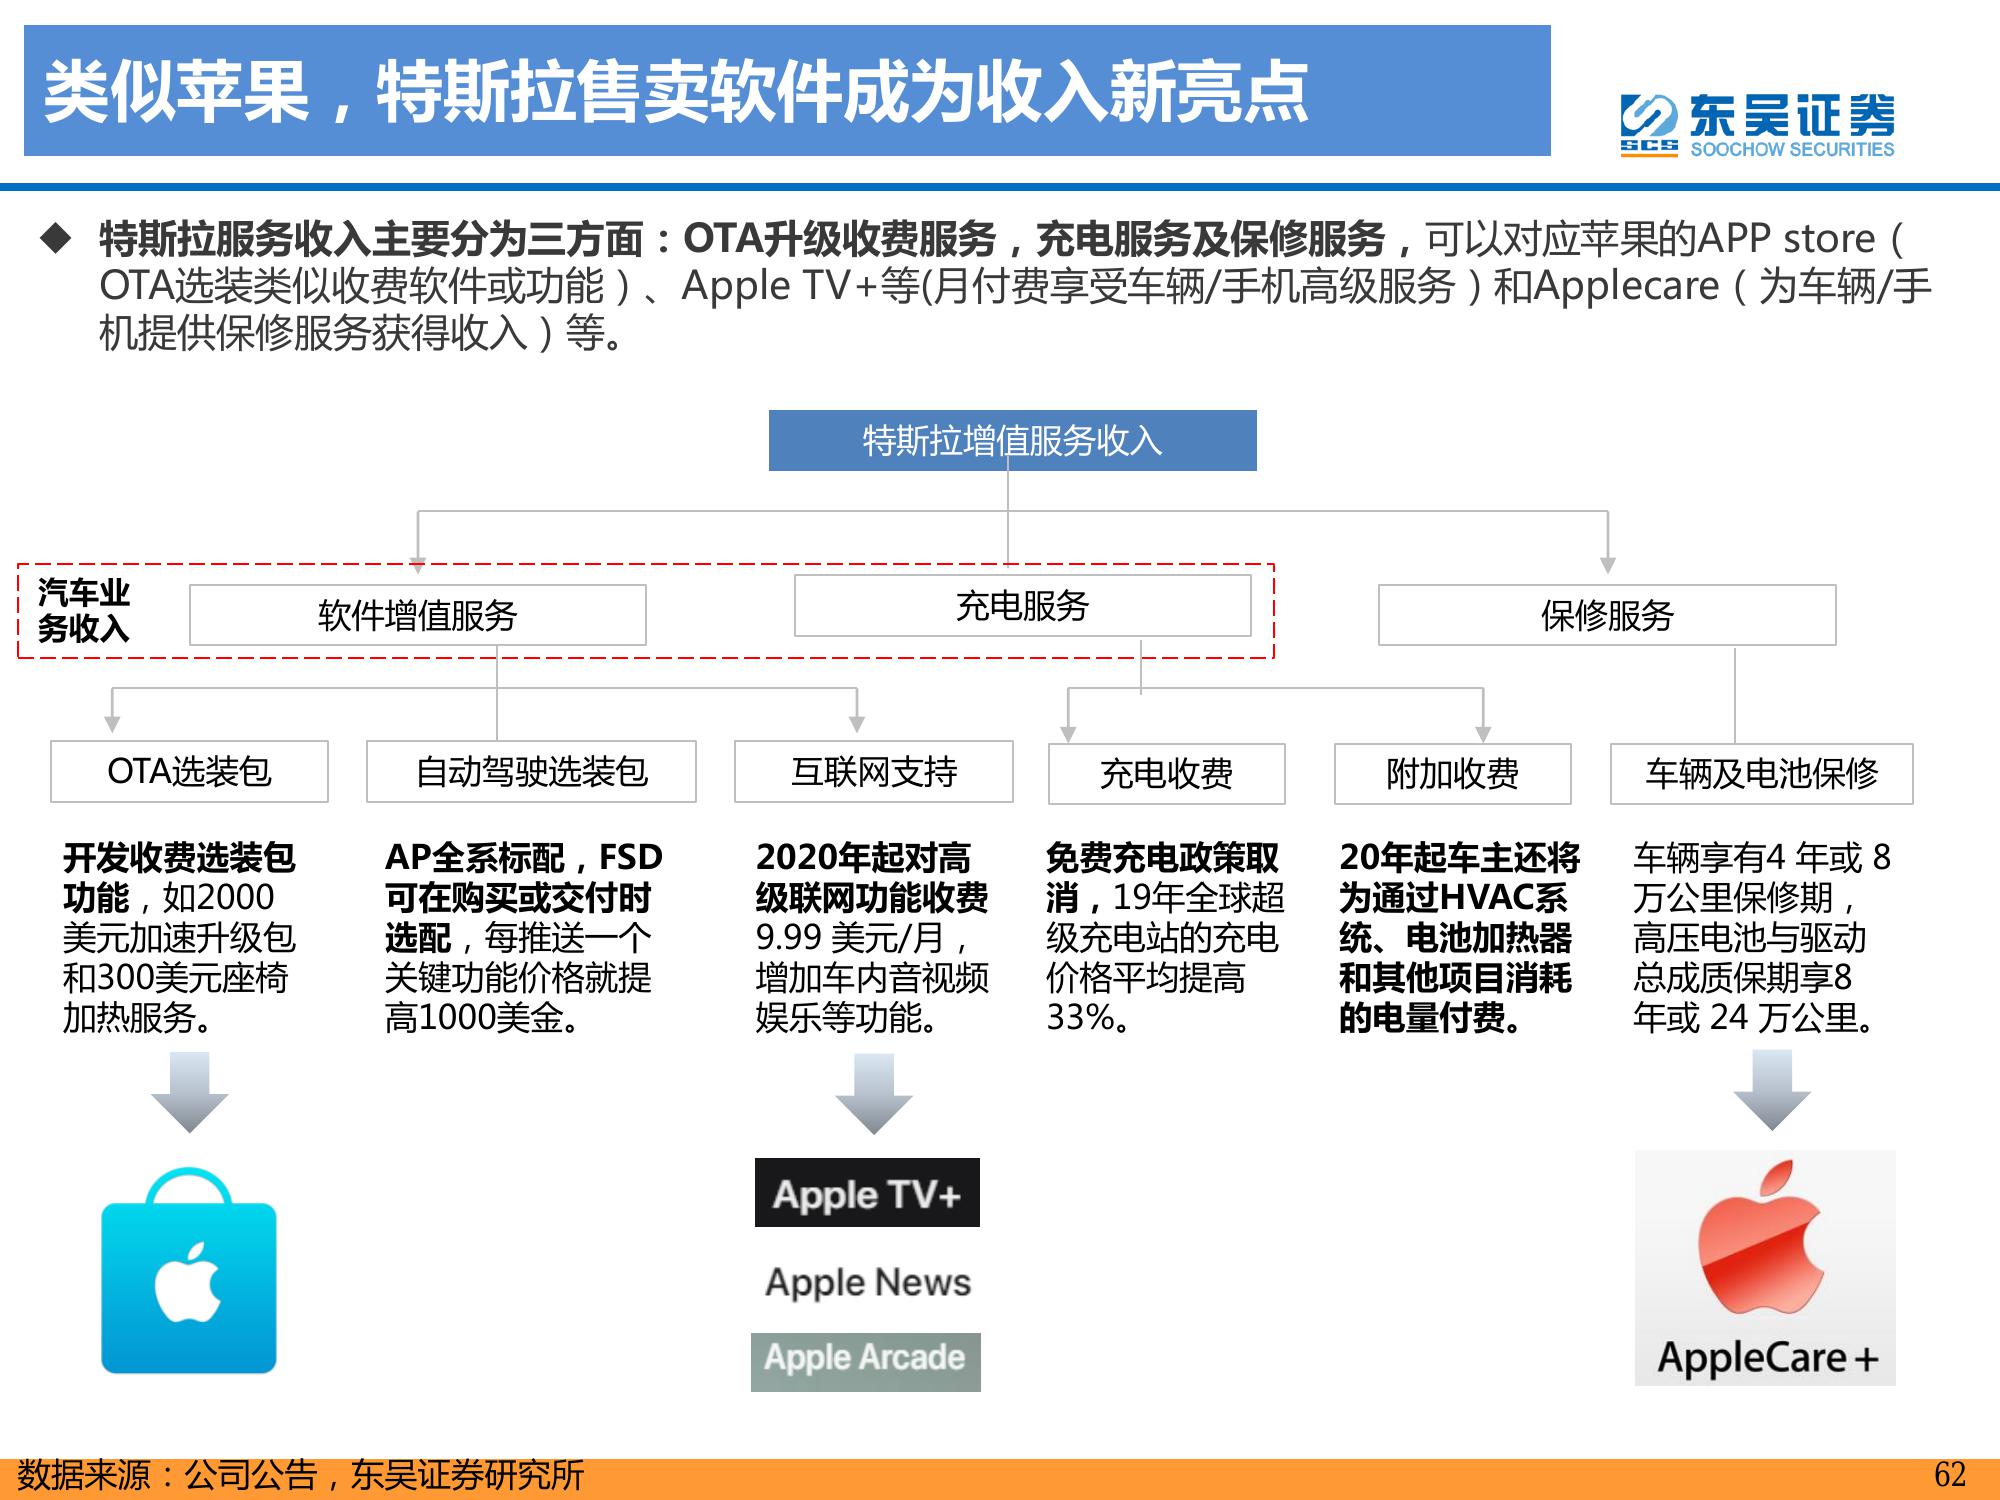 类似苹果，特斯拉售卖软件成为收入新亮点
东吴证券
SCS
SOOCHOW SECURITIES
◆ 特斯拉服务收入主要分为三方面：OTA升级收费服务，充电服务及保修服务，可以对应苹果的APP store（
OTA选装类似收费软件或功能）、Apple TV+等(月付费享受车辆/手机高级服务）和Applecare（为车辆/手
机提供保修服务获得收入）等。
特斯拉增值服务收入
汽车业
务收入
软件增值服务
充电服务
保修服务
OTA选装包
自动驾驶选装包
互联网支持
充电收费
附加收费
车辆及电池保修
开发收费选装包
功能，如2000
美元加速升级包
和300美元座椅
加热服务。
AP全系标配，FSD
可在购买或交付时
选配，每推送一个
关键功能价格就提
高1000美金。
2020年起对高
级联网功能收费
9.99 美元/月，
增加车内音视频
娱乐等功能。
免费充电政策取
消，19年全球超
级充电站的充电
价格平均提高
33%。
20年起车主还将
为通过HVAC系
统、电池加热器
和其他项目消耗
的电量付费。
车辆享有4 年或 8
万公里保修期，
高压电池与驱动
总成质保期享8
年或 24 万公里。
Apple TV+
Apple News
Apple Arcade
AppleCare+
数据来源：公司公告，东吴证券研究所
62